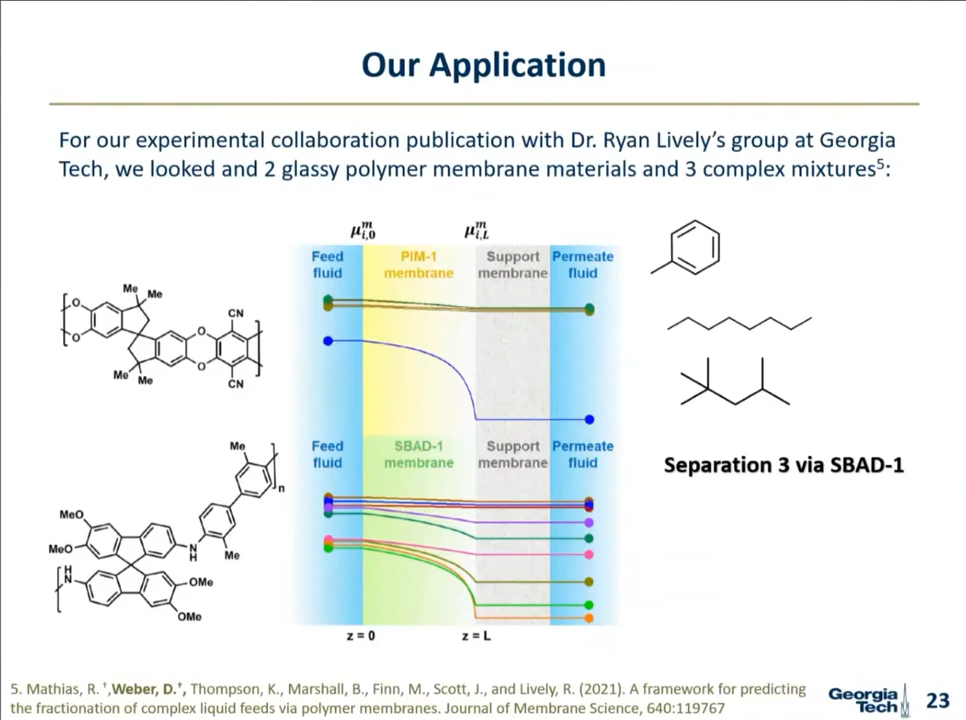 Our Application
For our experimental collaboration publication with Dr. Ryan Lively's group at Georgia
Tech, we looked and 2 glassy polymer membrane materials and 3 complex mixtures⁵:
μᵐᵢ,₀ μᵐᵢ,L
Feed fluid
PIM-1 membrane
Support membrane
Permeate fluid
Me
Me
O
O
O
O
CN
CN
Me
Me
Feed fluid
SBAD-1 membrane
Support membrane
Permeate fluid
Separation 3 via SBAD-1
Me
n
MeO
MeO
N
H
Me
H
N
OMe
OMe
z = 0 z = L
5. Mathias, R. †,Weber, D.†, Thompson, K., Marshall, B., Finn, M., Scott, J., and Lively, R. (2021). A framework for predicting
the fractionation of complex liquid feeds via polymer membranes. Journal of Membrane Science, 640:119767
Georgia
Tech
23